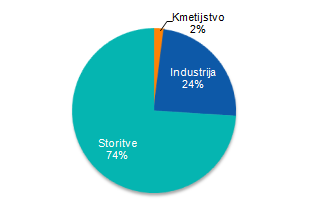 Kmetijstvo
2%
Industrija
24%
Storitve
74%